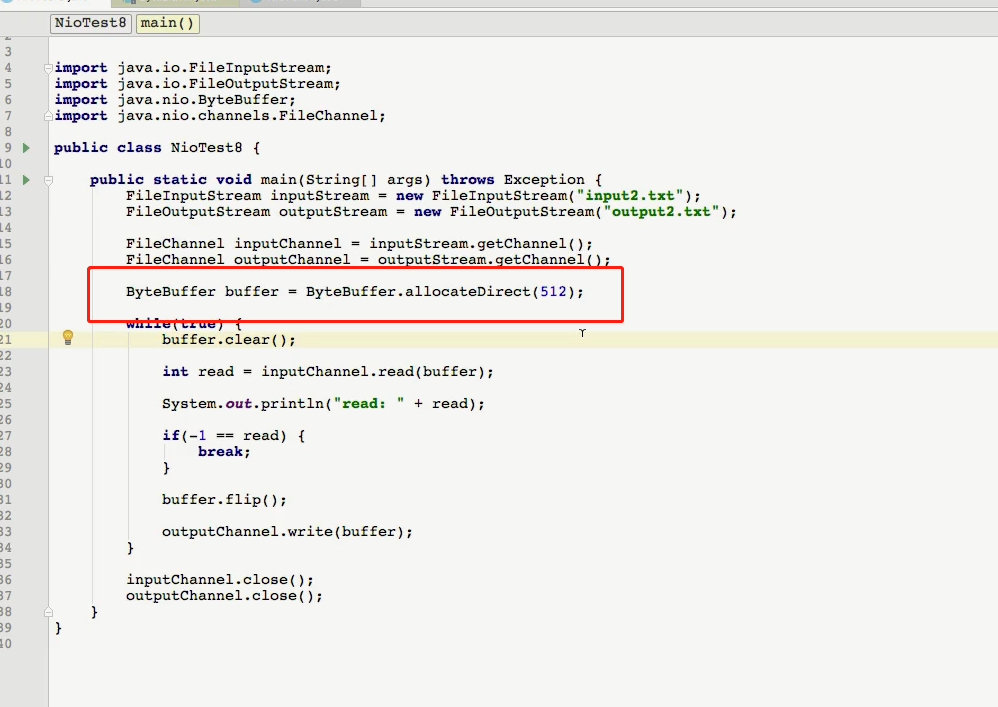 NioTest8 main()
3
4 import java.io.FileInputStream;
5 import java.io.FileOutputStream;
6 import java.nio.ByteBuffer;
7 import java.nio.channels.FileChannel;
8
9 public class NioTest8 {
10
11 public static void main(String[] args) throws Exception {
12 FileInputStream inputStream = new FileInputStream("input2.txt");
13 FileOutputStream outputStream = new FileOutputStream("output2.txt");
14
15 FileChannel inputChannel = inputStream.getChannel();
16 FileChannel outputChannel = outputStream.getChannel();
17
18 ByteBuffer buffer = ByteBuffer.allocateDirect(512);
19
20 while(true) {
21 buffer.clear();
22
23 int read = inputChannel.read(buffer);
24
25 System.out.println("read: " + read);
26
27 if(-1 == read) {
28 break;
29 }
30
31 buffer.flip();
32
33 outputChannel.write(buffer);
34 }
35
36 inputChannel.close();
37 outputChannel.close();
38 }
39 }
40